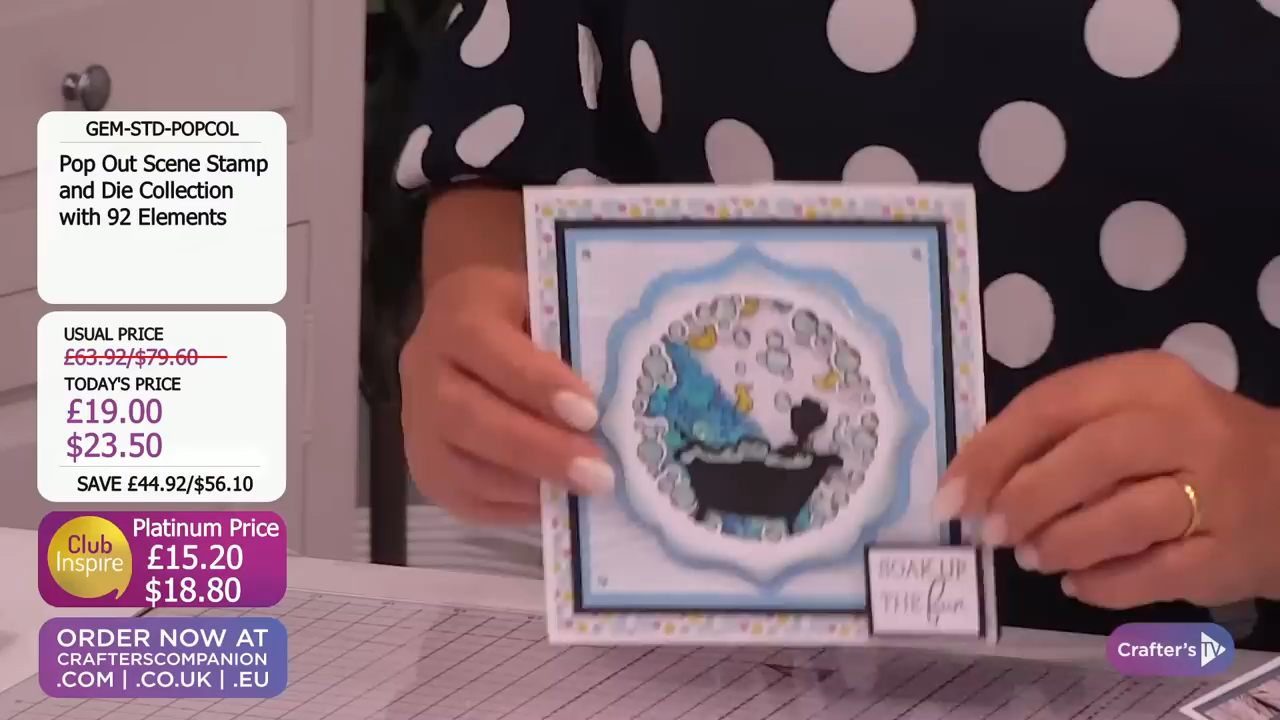 GEM-STD-POPCOL
Pop Out Scene Stamp
and Die Collection
with 92 Elements
USUAL PRICE
£63.92/$79.60
TODAY'S PRICE
£19.00
$23.50
SAVE £44.92/$56.10
Club
Inspire
Platinum Price
£15.20
$18.80
ORDER NOW AT
CRAFTERSCOMPANION
.COM | .CO.UK | .EU
SOAK UP
THE fun
Crafter's TV